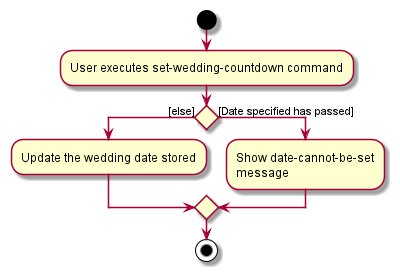 User executes set-wedding-countdown command
[else]
[Date specified has passed]
Update the wedding date stored
Show date-cannot-be-set
message